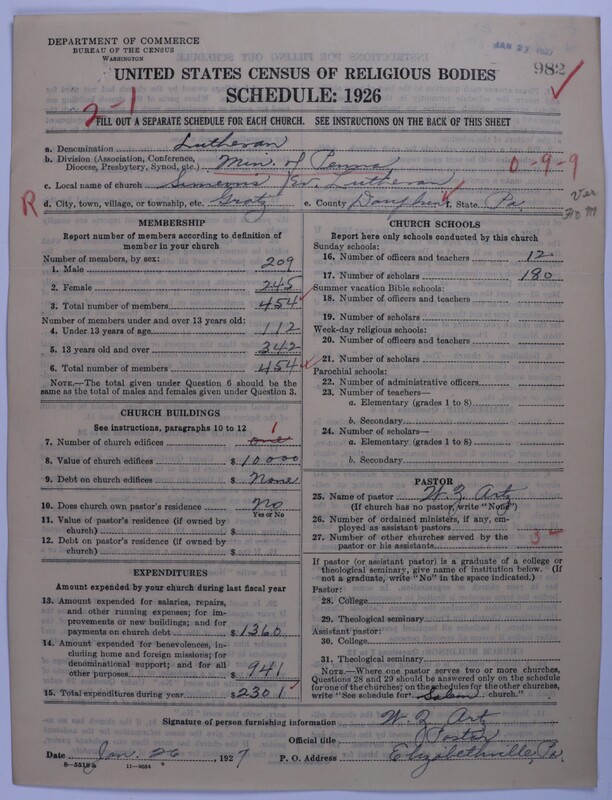 DEPARTMENT OF COMMERCE
BUREAU OF THE CENSUS
WASHINGTON
JAN 27 1927
982
UNITED STATES CENSUS OF RELIGIOUS BODIES
SCHEDULE: 1926
2-1
FILL OUT A SEPARATE SCHEDULE FOR EACH CHURCH. SEE INSTRUCTIONS ON THE BACK OF THIS SHEET
a. Denomination Lutheran
b. Division (Association, Conference, Diocese, Presbytery, Synod, etc.) Min. of Penna
0-9-9
c. Local name of church Simeons Ev. Lutheran
R d. City, town, village, or township, etc. Gratz e. County Dauphin f. State Pa.
Ver
MEMBERSHIP
Report number of members according to definition of member in your church
Number of members, by sex:
1. Male 209
2. Female 245
3. Total number of members 454
Number of members under and over 13 years old:
4. Under 13 years of age 112
5. 13 years old and over 342
6. Total number of members 454
NOTE.—The total given under Question 6 should be the same as the total of males and females given under Question 3.
CHURCH BUILDINGS
See instructions, paragraphs 10 to 12
7. Number of church edifices one 1
8. Value of church edifices $ 10000
9. Debt on church edifices $ None
10. Does church own pastor's residence No
Yes or No
11. Value of pastor's residence (if owned by church) $
12. Debt on pastor's residence (if owned by church) $
EXPENDITURES
Amount expended by your church during last fiscal year
13. Amount expended for salaries, repairs, and other running expenses; for improvements or new buildings; and for payments on church debt $ 1360
14. Amount expended for benevolences, including home and foreign missions; for denominational support; and for all other purposes $ 941
15. Total expenditures during year $ 2301
CHURCH SCHOOLS
Report here only schools conducted by this church
Sunday schools:
16. Number of officers and teachers 12
17. Number of scholars 180
Summer vacation Bible schools:
18. Number of officers and teachers
19. Number of scholars
Week-day religious schools:
20. Number of officers and teachers
21. Number of scholars
Parochial schools:
22. Number of administrative officers
23. Number of teachers—
a. Elementary (grades 1 to 8)
b. Secondary
24. Number of scholars—
a. Elementary (grades 1 to 8)
b. Secondary
PASTOR
25. Name of pastor W. Z. Artz
(If church has no pastor, write "None")
26. Number of ordained ministers, if any, employed as assistant pastors
27. Number of other churches served by the pastor or his assistants 3
If pastor (or assistant pastor) is a graduate of a college or theological seminary, give name of institution below. (If not a graduate, write "No" in the space indicated.)
Pastor:
28. College
29. Theological seminary
Assistant pastor:
30. College
31. Theological seminary
NOTE.—Where one pastor serves two or more churches, Questions 28 and 29 should be answered only on the schedule for one of the churches; on the schedules for the other churches, write "See schedule for Salem church."
Signature of person furnishing information W. Z. Art
Official title Pastor
Date Jan. 26, 1927 P. O. Address Elizabethville, Pa.
8-5518 11-9084